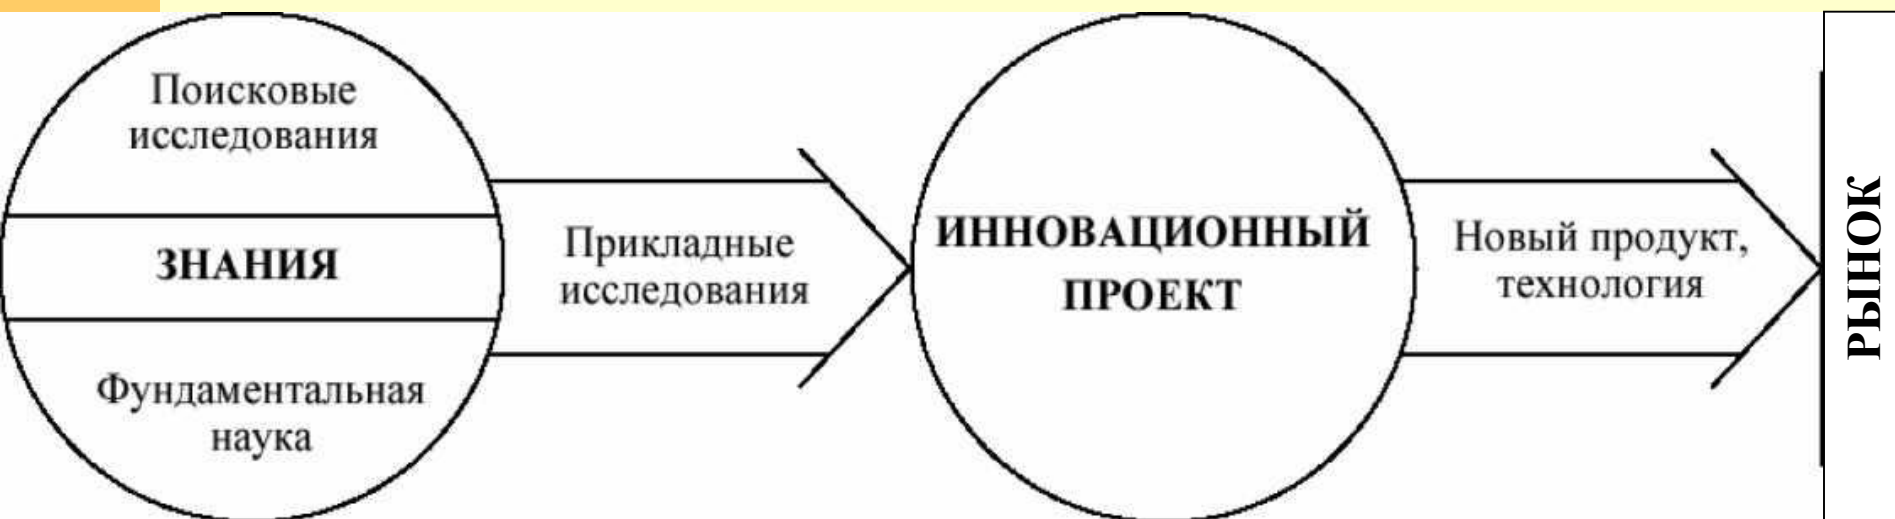 Поисковые
исследования
ЗНАНИЯ
Фундаментальная
наука
Прикладные
исследования
ИННОВАЦИОННЫЙ
ПРОЕКТ
Новый продукт,
технология
РЫНОК